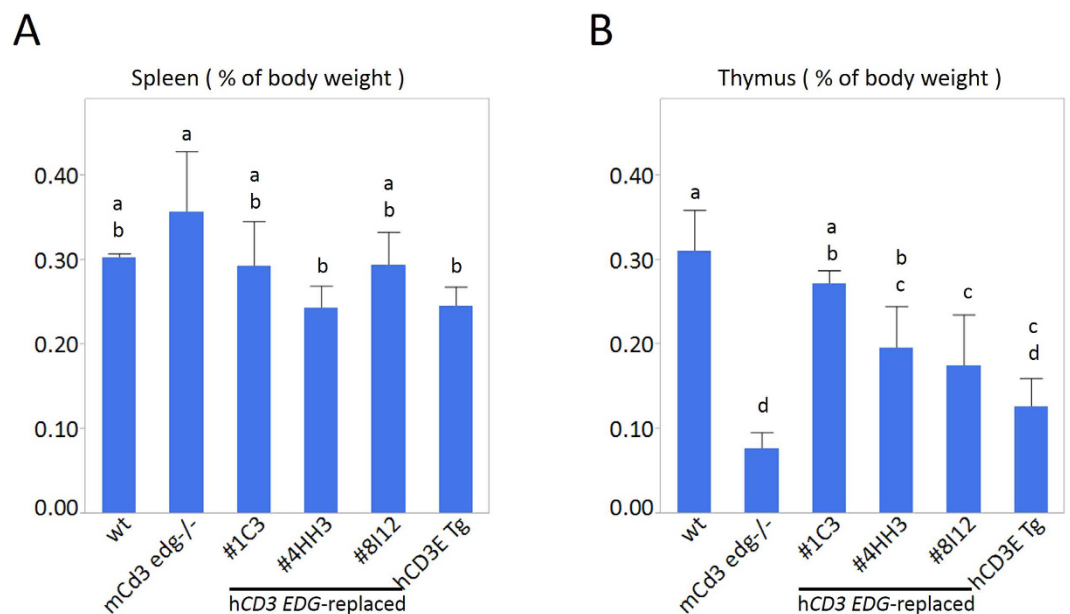 A
Spleen ( % of body weight )
0.40
0.30
0.20
0.10
0.00
a
b
a
a
b
b
a
b
b
wt
mCd3 edg-/-
#1C3
#4HH3
#8I12
hCD3E Tg
hCD3 EDG-replaced
B
Thymus (% of body weight )
0.40
0.30
0.20
0.10
0.00
a
d
a
b
b
c
c
c
d
wt
mCd3 edg-/-
#1C3
#4HH3
#8I12
hCD3E Tg
hCD3 EDG-replaced